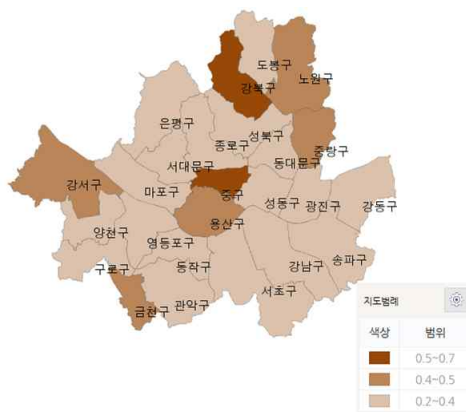 도봉구
노원구
강북구
은평구
성북구
종로구
중랑구
서대문구
동대문구
강서구
마포구
중구
성동구
광진구
강동구
용산구
양천구
영등포구
송파구
구로구
동작구
강남구
서초구
금천구
관악구
지도범례
색상 범위
0.5~0.7
0.4~0.5
0.2~0.4